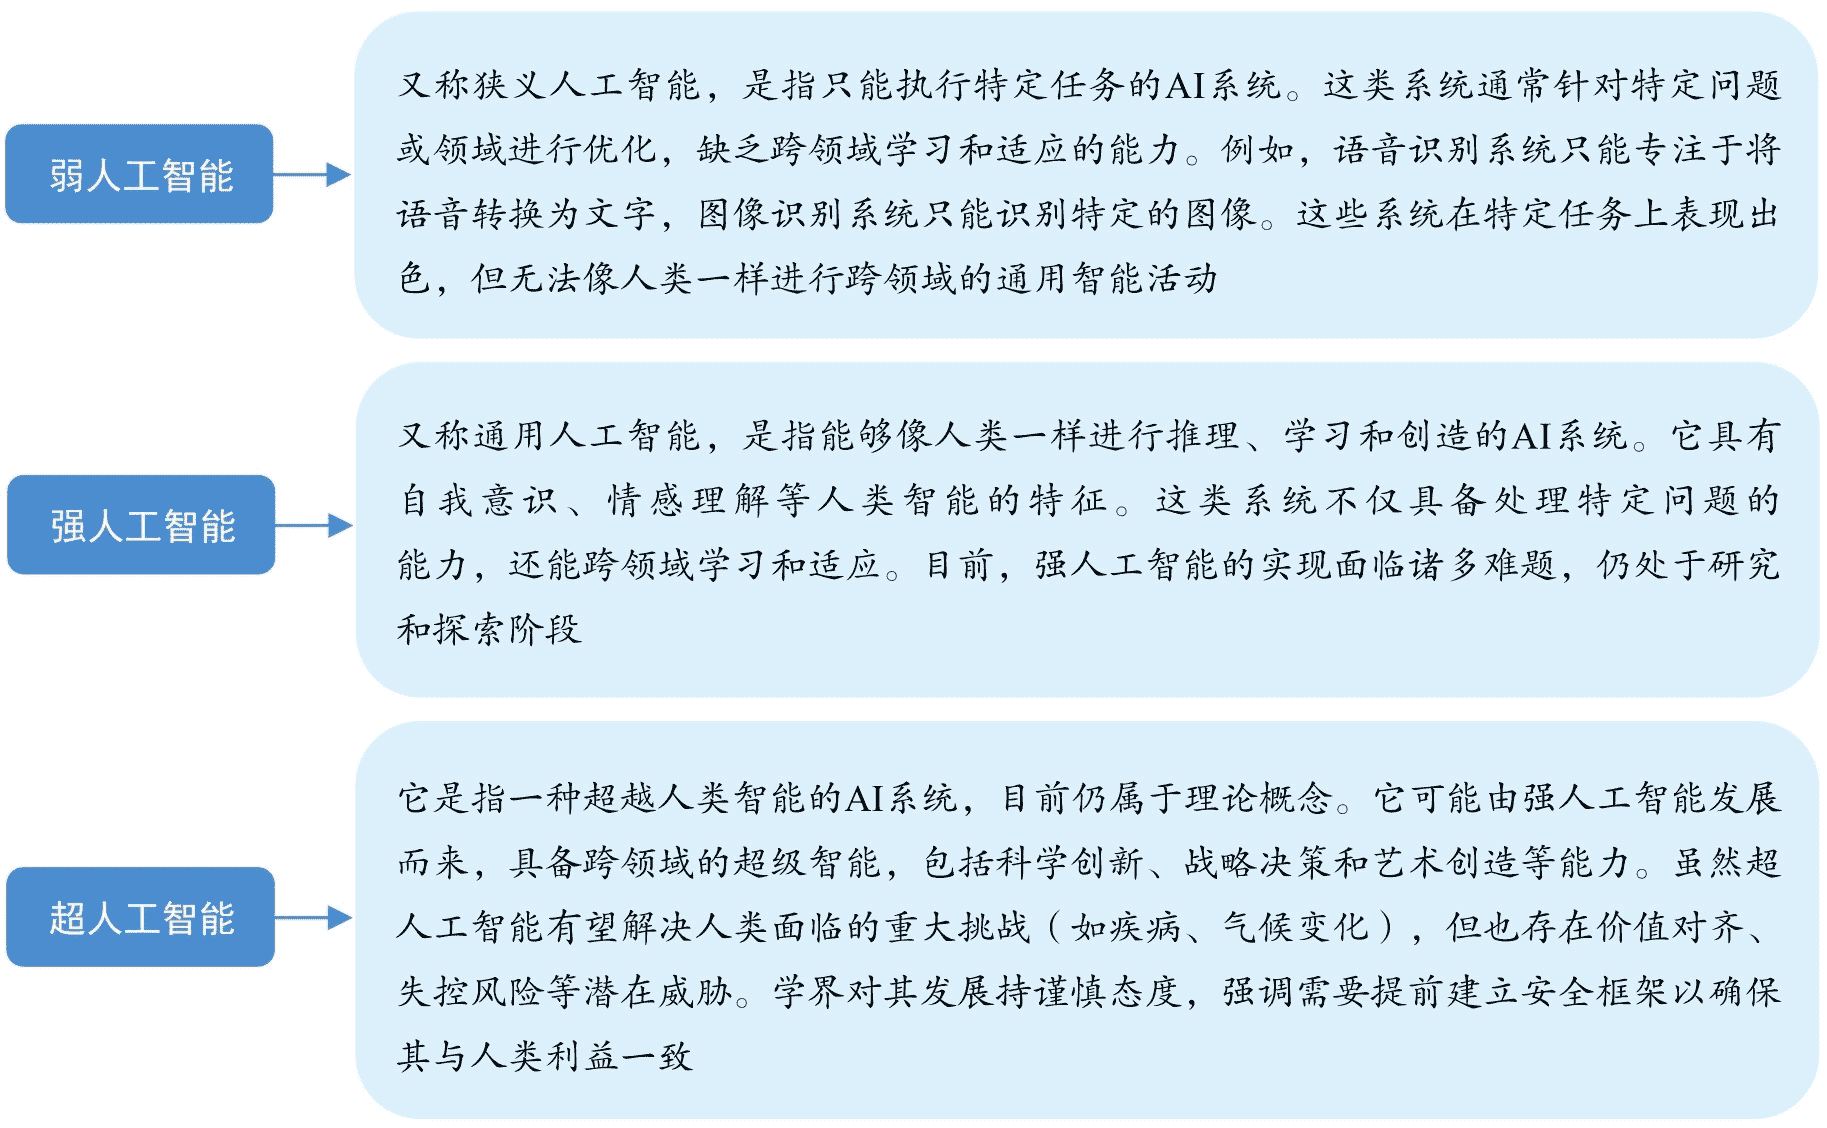 弱人工智能
又称狭义人工智能，是指只能执行特定任务的AI系统。这类系统通常针对特定问题
或领域进行优化，缺乏跨领域学习和适应的能力。例如，语音识别系统只能专注于将
语音转换为文字，图像识别系统只能识别特定的图像。这些系统在特定任务上表现出
色，但无法像人类一样进行跨领域的通用智能活动
强人工智能
又称通用人工智能，是指能够像人类一样进行推理、学习和创造的AI系统。它具有
自我意识、情感理解等人类智能的特征。这类系统不仅具备处理特定问题的
能力，还能跨领域学习和适应。目前，强人工智能的实现面临诸多难题，仍处于研究
和探索阶段
超人工智能
它是指一种超越人类智能的AI系统，目前仍属于理论概念。它可能由强人工智能发展
而来，具备跨领域的超级智能，包括科学创新、战略决策和艺术创造等能力。虽然超
人工智能有望解决人类面临的重大挑战（如疾病、气候变化），但也存在价值对齐、
失控风险等潜在威胁。学界对其发展持谨慎态度，强调需要提前建立安全框架以确保
其与人类利益一致